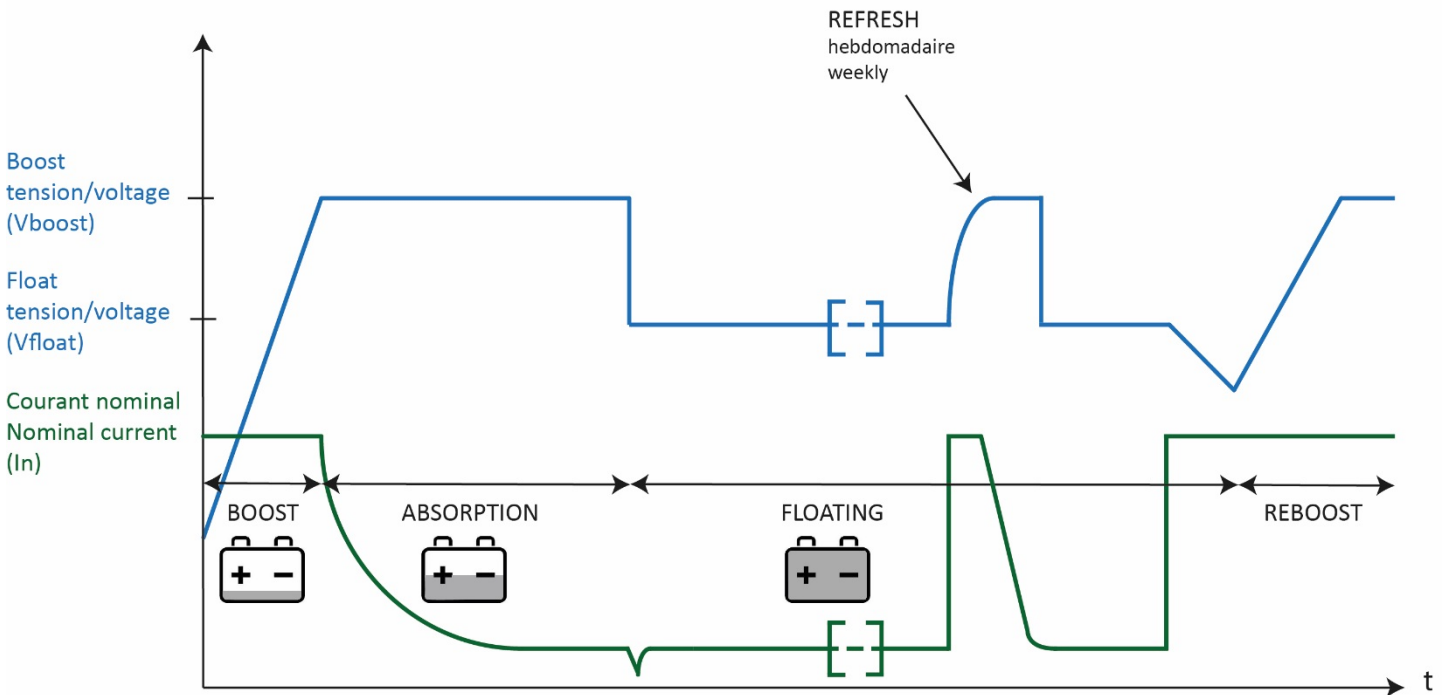 REFRESH
hebdomadaire
weekly
Boost
tension/voltage
(Vboost)
Float
tension/voltage
(Vfloat)
Courant nominal
Nominal current
(In)
BOOST
ABSORPTION
FLOATING
REBOOST
+ −
+ −
+ −
t